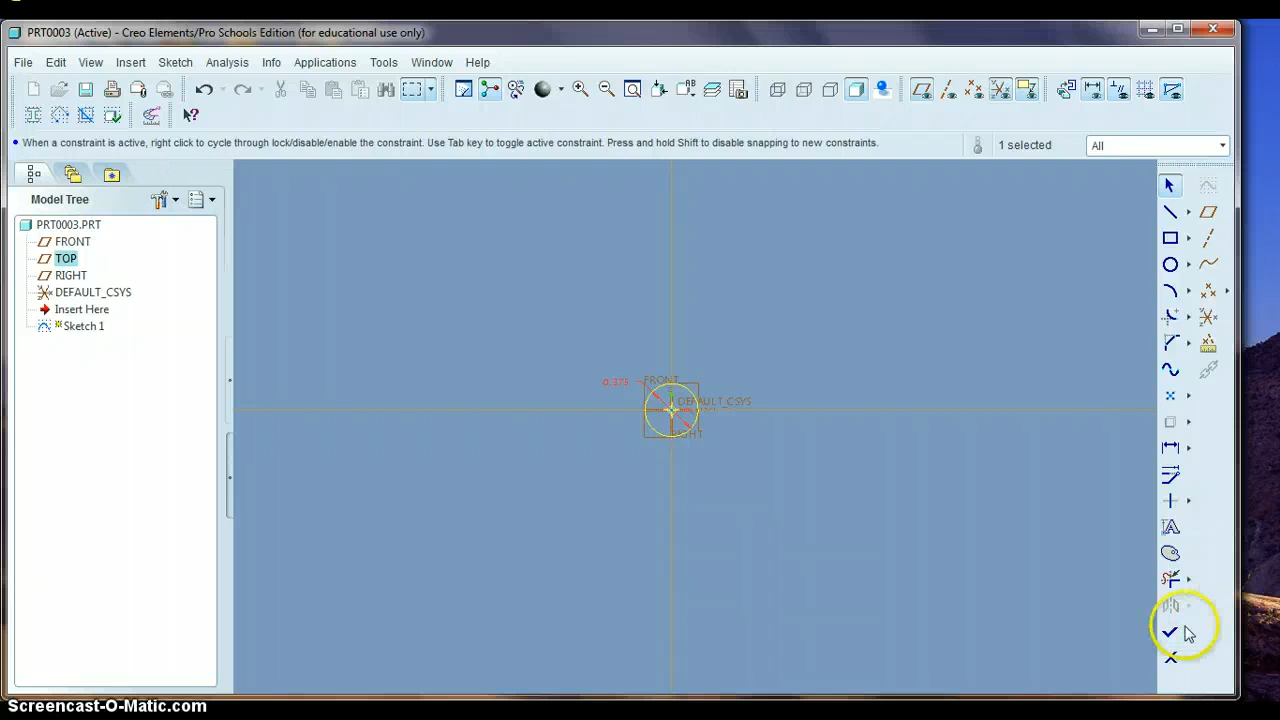 PRT0003 (Active) - Creo Elements/Pro Schools Edition (for educational use only)
File Edit View Insert Sketch Analysis Info Applications Tools Window Help
When a constraint is active, right click to cycle through lock/disable/enable the constraint. Use Tab key to toggle active constraint. Press and hold Shift to disable snapping to new constraints.
1 selected
All
Model Tree
PRT0003.PRT
FRONT
TOP
RIGHT
DEFAULT_CSYS
Insert Here
Sketch 1
0.375
FRONT
DEFAULT_CSYS
RIGHT
Screencast-O-Matic.com